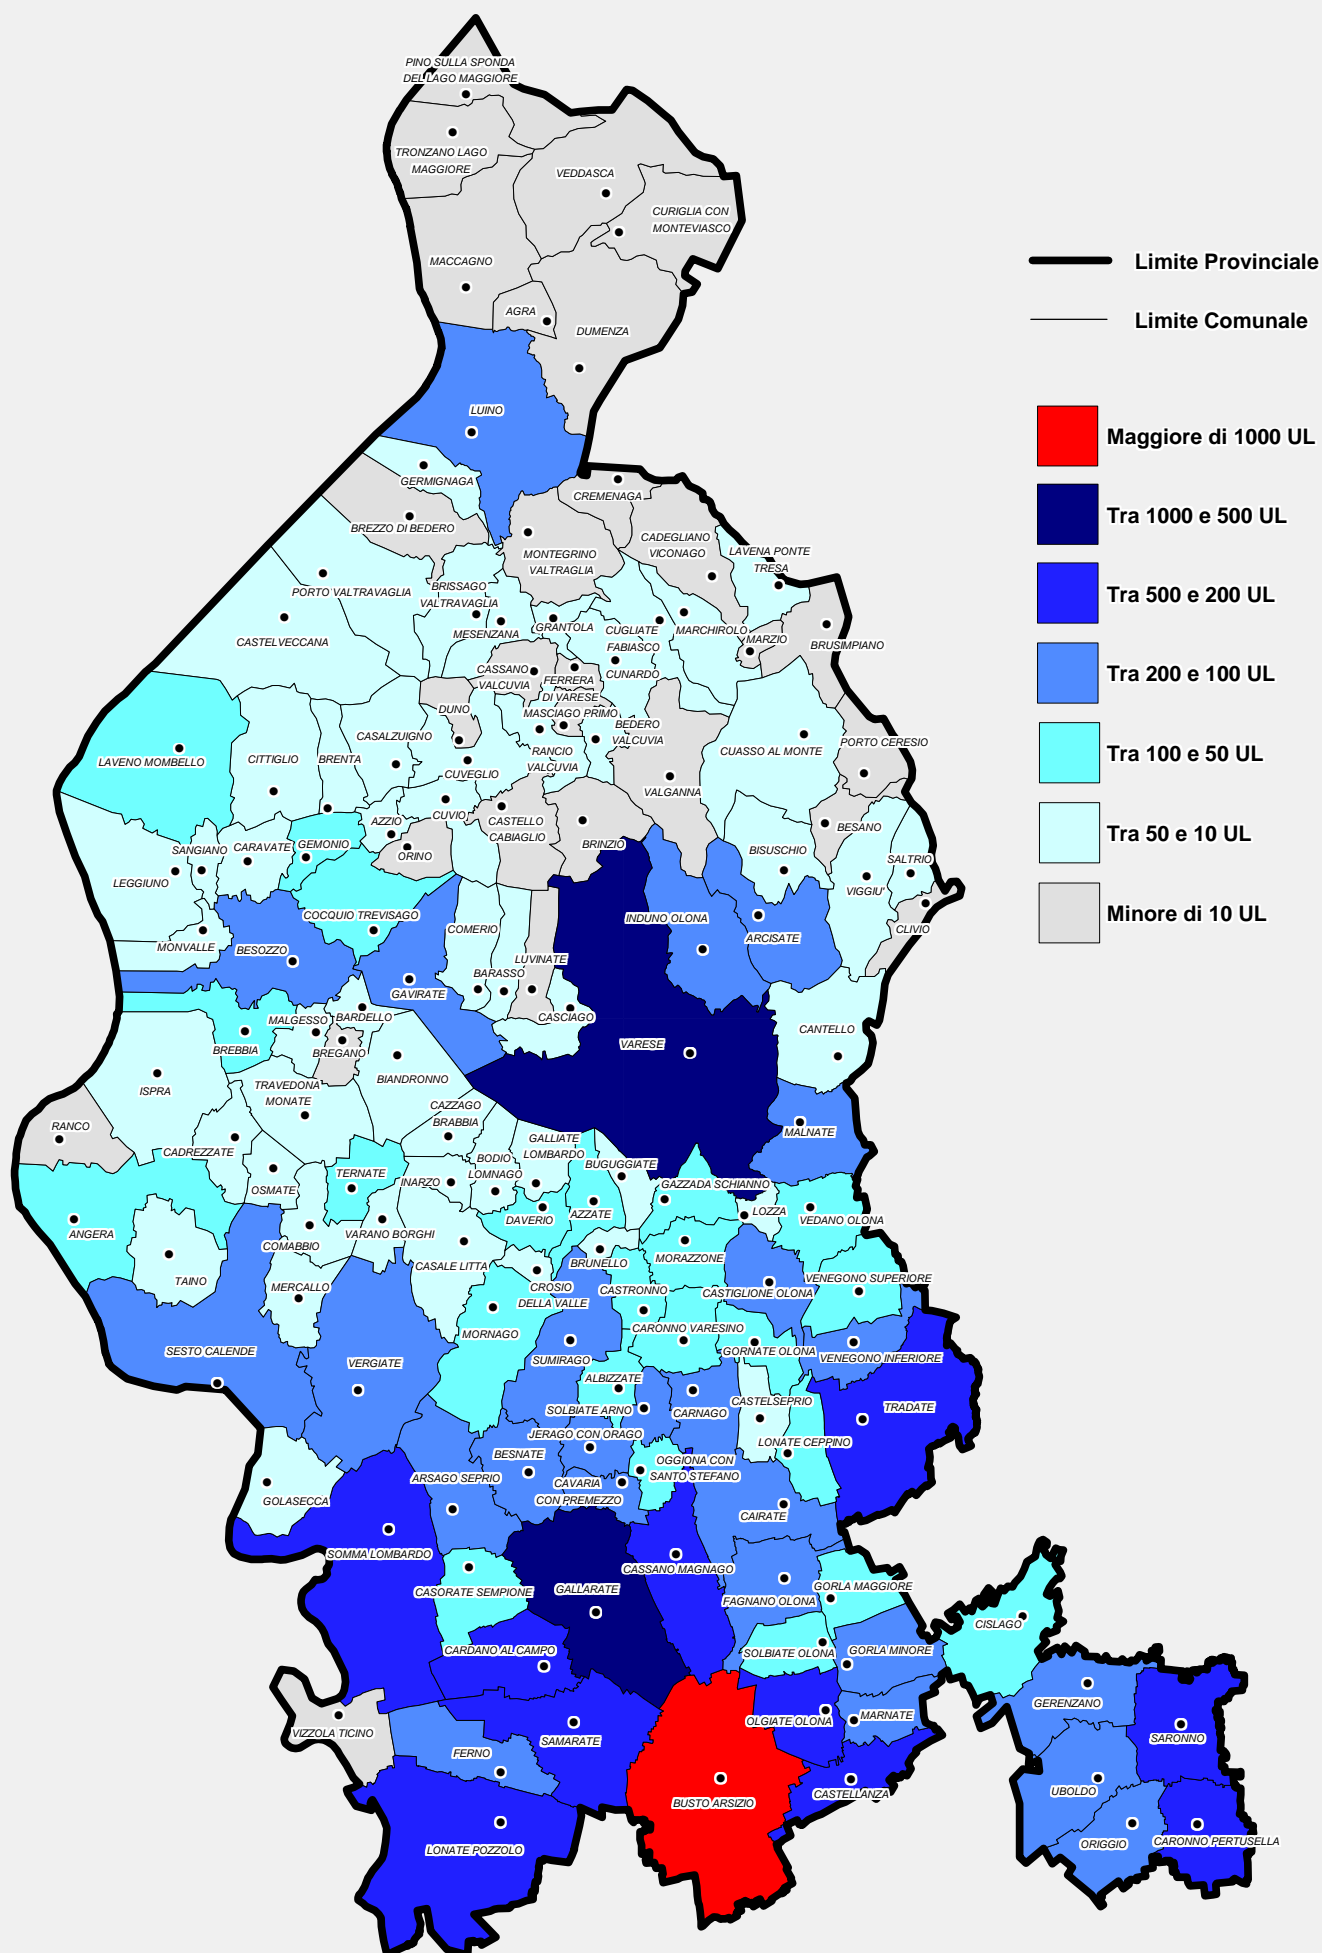 PINO SULLA SPONDA
DEL LAGO MAGGIORE
TRONZANO LAGO
MAGGIORE
VEDDASCA
CURIGLIA CON
MONTEVIASCO
MACCAGNO
AGRA
DUMENZA
Limite Provinciale
Limite Comunale
Maggiore di 1000 UL
Tra 1000 e 500 UL
Tra 500 e 200 UL
Tra 200 e 100 UL
Tra 100 e 50 UL
Tra 50 e 10 UL
Minore di 10 UL
LUINO
GERMIGNAGA
CREMENAGA
BREZZO DI BEDERO
MONTEGRINO
VALTRAGLIA
CADEGLIANO
VICONAGO
LAVENA PONTE
TRESA
PORTO VALTRAVAGLIA
BRISSAGO
VALTRAVAGLIA
CASTELVECCANA
MESENZANA
GRANTOLA
CUGLIATE
FABIASCO
MARCHIROLO
MARZIO
BRUSIMPIANO
CASSANO
VALCUVIA
FERRERA
DI VARESE
CUNARDO
DUNO
MASCIAGO PRIMO
BEDERO
VALCUVIA
CASALZUIGNO
CUASSO AL MONTE
PORTO CERESIO
LAVENO MOMBELLO
CITTIGLIO
BRENTA
CUVEGLIO
RANCIO
VALCUVIA
VALGANNA
AZZIO
CUVIO
CASTELLO
CABIAGLIO
BRINZIO
BESANO
SANGIANO
CARAVATE
GEMONIO
ORINO
BISUSCHIO
VIGGIU'
SALTRIO
LEGGIUNO
COCQUIO TREVISAGO
INDUNO OLONA
ARCISATE
CLIVIO
MONVALLE
BESOZZO
COMERIO
LUVINATE
BARASSO
GAVIRATE
CASCIAGO
MALGESSO
BARDELLO
BREBBIA
BREGANO
VARESE
CANTELLO
ISPRA
TRAVEDONA
MONATE
BIANDRONNO
CAZZAGO
BRABBIA
RANCO
CADREZZATE
GALLIATE
LOMBARDO
MALNATE
OSMATE
TERNATE
INARZO
BODIO
LOMNAGO
BUGUGGIATE
GAZZADA SCHIANNO
ANGERA
TAINO
COMABBIO
VARANO BORGHI
DAVERIO
AZZATE
LOZZA
VEDANO OLONA
CASALE LITTA
BRUNELLO
MORAZZONE
MERCALLO
CROSIO
DELLA VALLE
CASTRONNO
CASTIGLIONE OLONA
VENEGONO SUPERIORE
MORNAGO
CARONNO VARESINO
SESTO CALENDE
VERGIATE
SUMIRAGO
GORNATE OLONA
VENEGONO INFERIORE
ALBIZZATE
SOLBIATE ARNO
CARNAGO
CASTELSEPRIO
TRADATE
JERAGO CON ORAGO
LONATE CEPPINO
BESNATE
OGGIONA CON
SANTO STEFANO
ARSAGO SEPRIO
CAVARIA
CON PREMEZZO
GOLASECCA
CAIRATE
SOMMA LOMBARDO
CASSANO MAGNAGO
CASORATE SEMPIONE
GALLARATE
FAGNANO OLONA
GORLA MAGGIORE
CISLAGO
CARDANO AL CAMPO
SOLBIATE OLONA
GORLA MINORE
GERENZANO
VIZZOLA TICINO
OLGIATE OLONA
MARNATE
SARONNO
FERNO
SAMARATE
UBOLDO
BUSTO ARSIZIO
CASTELLANZA
LONATE POZZOLO
ORIGGIO
CARONNO PERTUSELLA